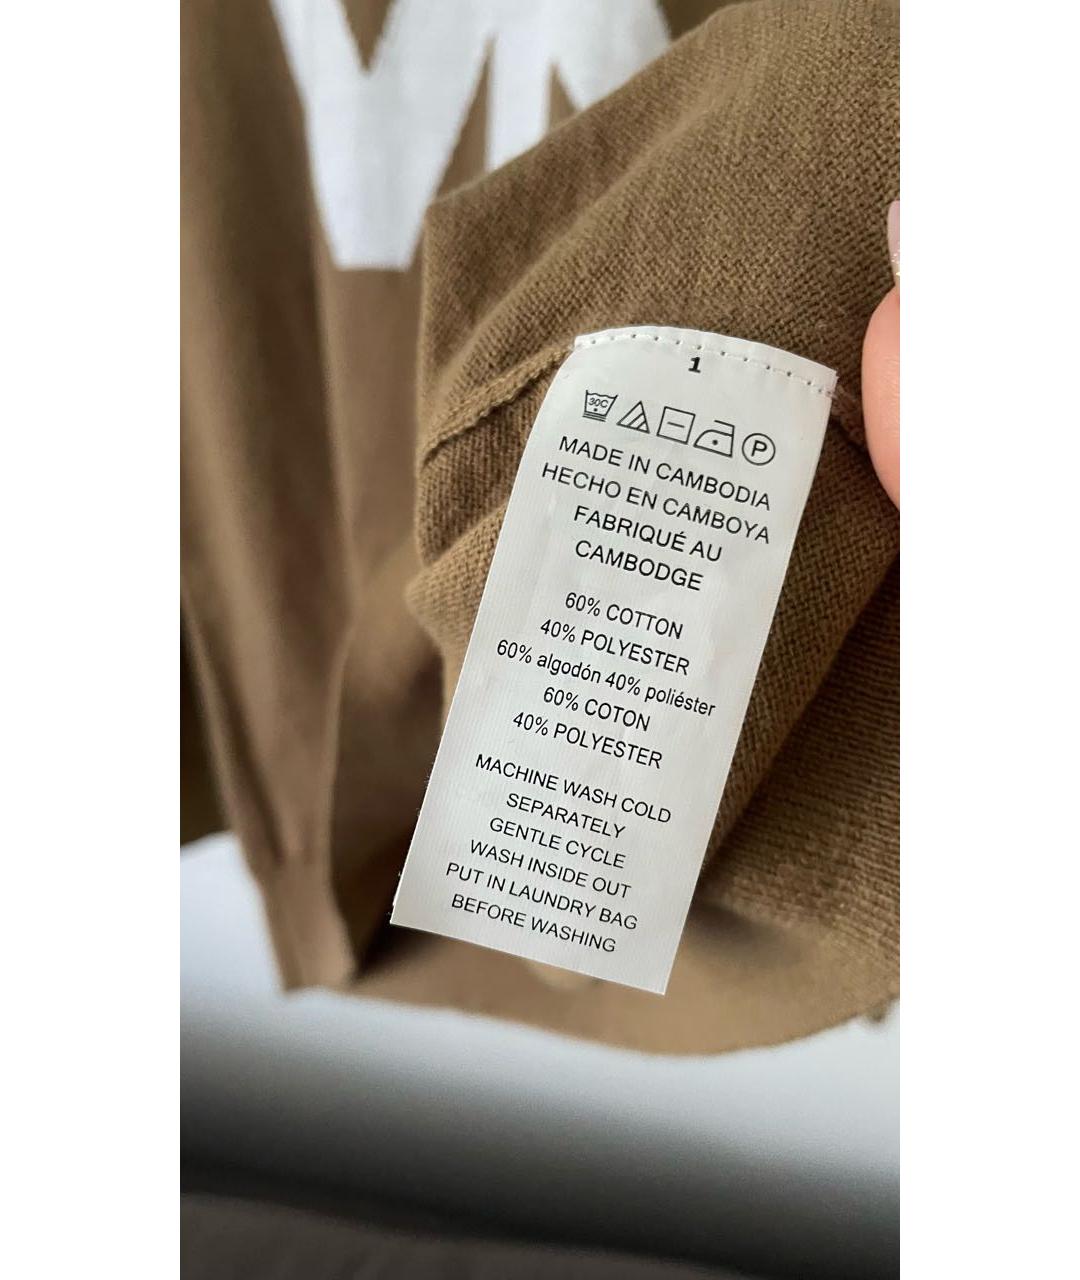 1
30C
P
MADE IN CAMBODIA
HECHO EN CAMBOYA
FABRIQUÉ AU
CAMBODGE
60% COTTON
40% POLYESTER
60% algodón 40% poliéster
60% COTON
40% POLYESTER
MACHINE WASH COLD
SEPARATELY
GENTLE CYCLE
WASH INSIDE OUT
PUT IN LAUNDRY BAG
BEFORE WASHING